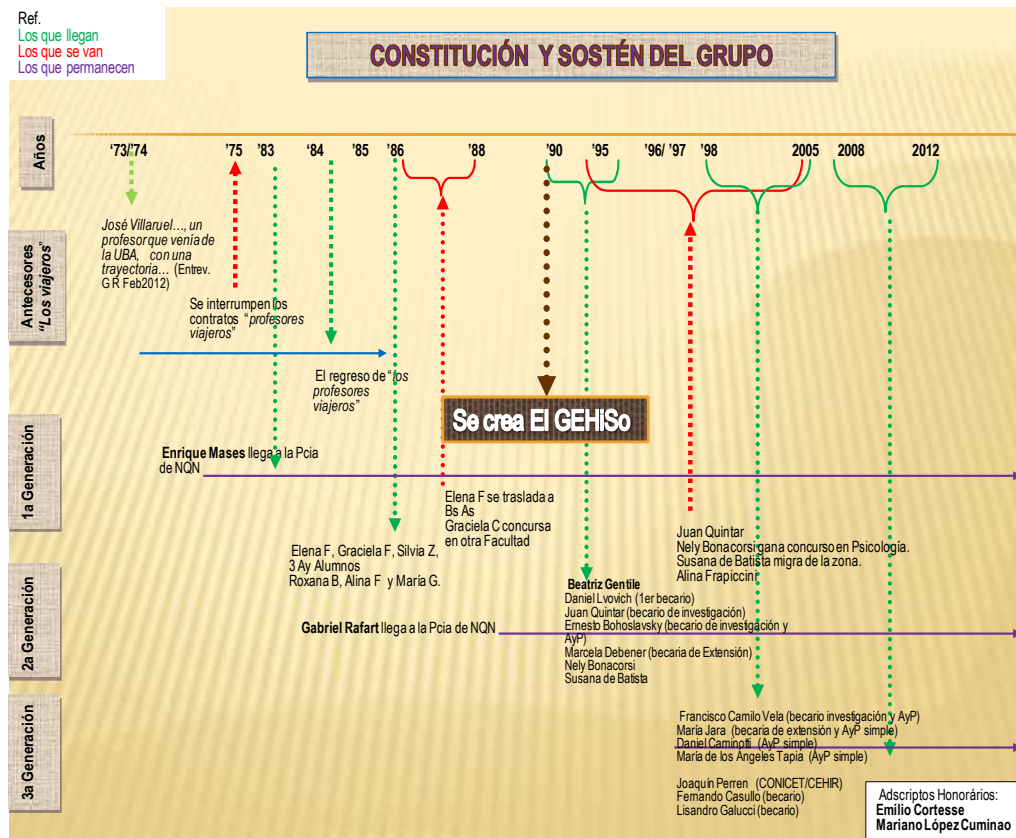 Ref.
Los que llegan
Los que se van
Los que permanecen
CONSTITUCIÓN Y SOSTÉN DEL GRUPO
Años
'73/'74
'75
'83
'84
'85
'86
'88
'90
'95
'96/ '97
'98
2005
2008
2012
Antecesores
"Los viajeros"
José Villaruel…, un
profesor que venía de
la UBA, con una
trayectoria… (Entrev.
G R Feb2012)
Se interrumpen los
contratos "profesores
viajeros"
El regreso de "los
profesores
viajeros"
Se crea El GEHiSo
1a Generación
Enrique Mases llega a la Pcia
de NQN
Elena F se traslada a
Bs As
Graciela C concursa
en otra Facultad
Elena F, Graciela F, Silvia Z,
3 Ay Alumnos
Roxana B, Alina F y María G.
Juan Quintar
Nely Bonacorsi gana concurso en Psicología.
Susana de Batista migra de la zona.
Alina Frapiccini
2a Generación
Gabriel Rafart llega a la Pcia de NQN
Beatriz Gentile
Daniel Lvovich (1er becario)
Juan Quintar (becario de investigación)
Ernesto Bohoslavsky (becario de investigación y
AyP)
Marcela Debener (becaria de Extensión)
Nely Bonacorsi
Susana de Batista
3a Generación
Francisco Camilo Vela (becario investigación y AyP)
María Jara (becaria de extensión y AyP simple)
Daniel Caminotti (AyP simple)
María de los Ángeles Tapia (AyP simple)
Joaquín Perren (CONICET/CEHIR)
Fernando Casullo (becario)
Lisandro Galucci (becario)
Adscriptos Honorários:
Emilio Cortesse
Mariano López Cuminao